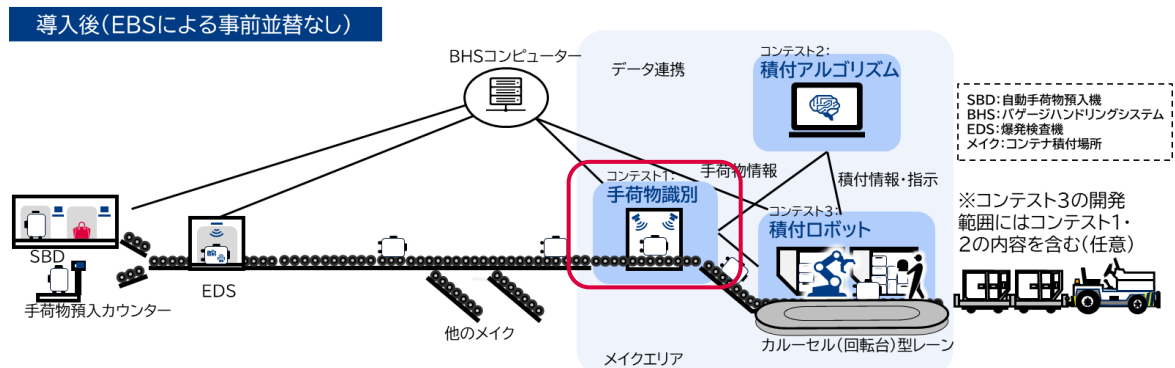 導入後(EBSによる事前並替なし)
BHSコンピューター
データ連携
コンテスト2:
積付アルゴリズム
SBD:自動手荷物預入機
BHS:バゲージハンドリングシステム
EDS:爆発検査機
メイク:コンテナ積付場所
手荷物情報
積付情報・指示
コンテスト1:
手荷物識別
コンテスト3:
積付ロボット
※コンテスト3の開発
範囲にはコンテスト1・
2の内容を含む(任意)
SBD
EDS
手荷物預入カウンター
他のメイク
カルーセル(回転台)型レーン
メイクエリア